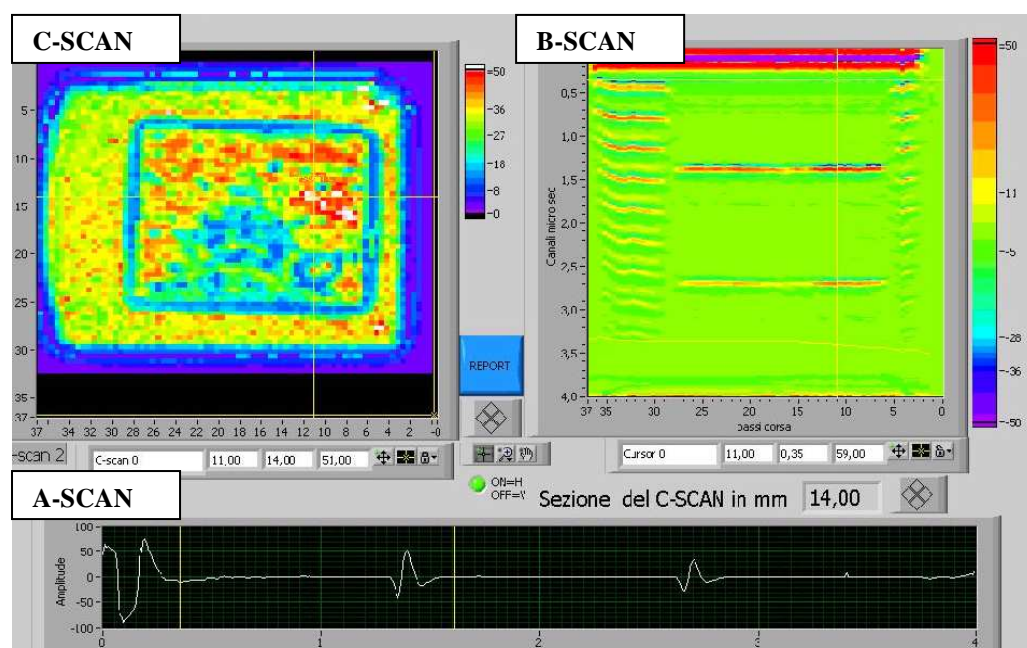 C-SCAN
B-SCAN
=50
-36
-27
-18
-8
-0
5
10
15
20
25
30
35
37
37 34 32 30 28 26 24 22 20 18 16 14 12 10 8 6 4 2 -0
Canali micro sec
0,5
1,0
1,5
2,0
2,5
3,0
3,5
4,0
37 35 30 25 20 15 10 5 0
passi corsa
=50
-11
-5
-28
-36
-50
REPORT
-scan 2
C-scan 0 11,00 14,00 51,00
Cursor 0 11,00 0,35 59,00
ON=H
OFF=V
Sezione del C-SCAN in mm 14,00
A-SCAN
Amplitude
100
50
0
-50
-100
0 1 2 3 4